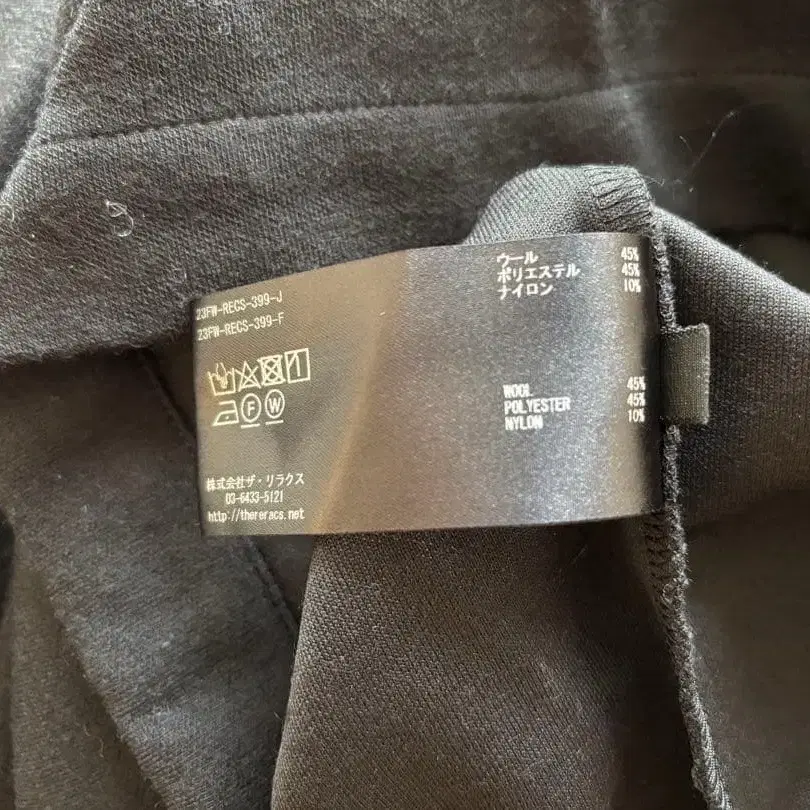 23FW-RECS-399-J
23FW-RECS-399-F
F W
株式会社ザ・リラクス
03-6433-5121
http://thereracs.net
ウール 45%
ポリエステル 45%
ナイロン 10%
WOOL 45%
POLYESTER 45%
NYLON 10%